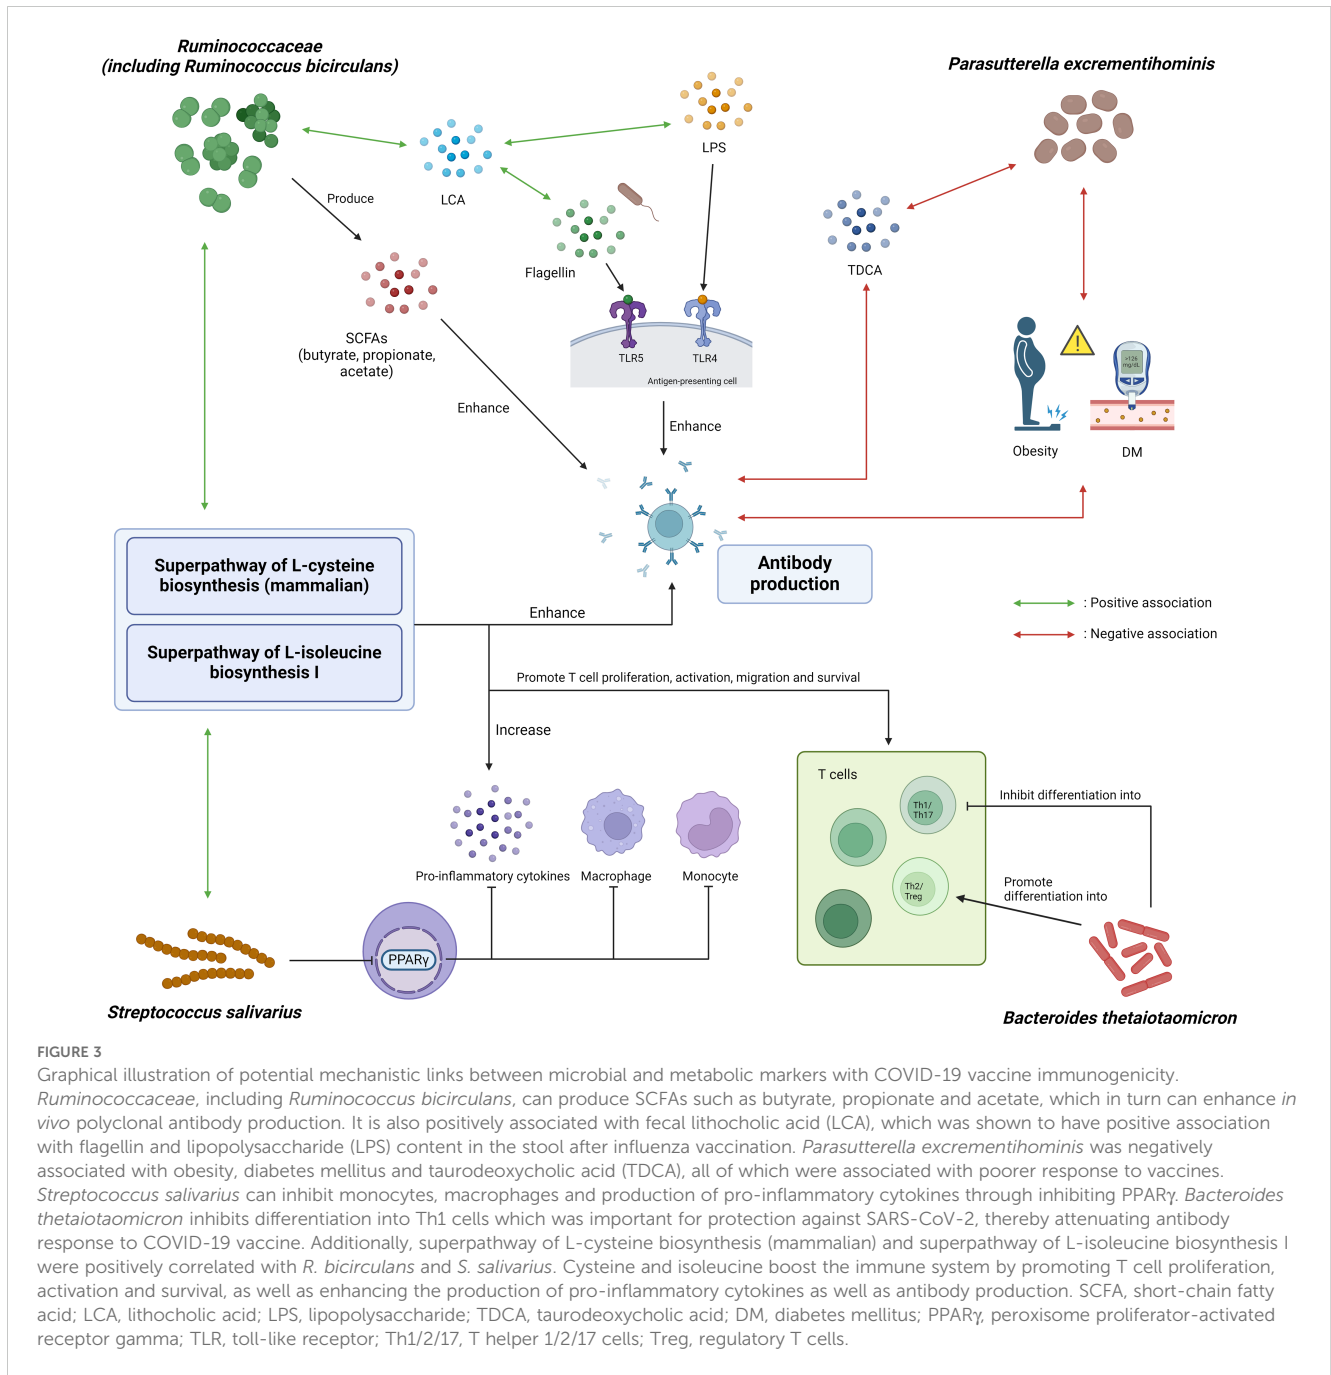 Ruminococcaceae
(including Ruminococcus bicirculans)
Parasutterella excrementihominis
LPS
LCA
Produce
Flagellin
TDCA
SCFAs
(butyrate, propionate,
acetate)
TLR5
TLR4
Antigen-presenting cell
>126
mg/dL
Enhance
Enhance
Obesity
DM
Superpathway of L-cysteine
biosynthesis (mammalian)
Antibody
production
Enhance
: Positive association
: Negative association
Superpathway of L-isoleucine
biosynthesis I
Promote T cell proliferation, activation, migration and survival
Increase
T cells
Th1/
Th17
Inhibit differentiation into
Pro-inflammatory cytokines
Macrophage
Monocyte
Th2/
Treg
Promote
differentiation into
PPARγ
Streptococcus salivarius
Bacteroides thetaiotaomicron
FIGURE 3
Graphical illustration of potential mechanistic links between microbial and metabolic markers with COVID-19 vaccine immunogenicity.
Ruminococcaceae, including Ruminococcus bicirculans, can produce SCFAs such as butyrate, propionate and acetate, which in turn can enhance in
vivo polyclonal antibody production. It is also positively associated with fecal lithocholic acid (LCA), which was shown to have positive association
with flagellin and lipopolysaccharide (LPS) content in the stool after influenza vaccination. Parasutterella excrementihominis was negatively
associated with obesity, diabetes mellitus and taurodeoxycholic acid (TDCA), all of which were associated with poorer response to vaccines.
Streptococcus salivarius can inhibit monocytes, macrophages and production of pro-inflammatory cytokines through inhibiting PPARγ. Bacteroides
thetaiotaomicron inhibits differentiation into Th1 cells which was important for protection against SARS-CoV-2, thereby attenuating antibody
response to COVID-19 vaccine. Additionally, superpathway of L-cysteine biosynthesis (mammalian) and superpathway of L-isoleucine biosynthesis I
were positively correlated with R. bicirculans and S. salivarius. Cysteine and isoleucine boost the immune system by promoting T cell proliferation,
activation and survival, as well as enhancing the production of pro-inflammatory cytokines as well as antibody production. SCFA, short-chain fatty
acid; LCA, lithocholic acid; LPS, lipopolysaccharide; TDCA, taurodeoxycholic acid; DM, diabetes mellitus; PPARγ, peroxisome proliferator-activated
receptor gamma; TLR, toll-like receptor; Th1/2/17, T helper 1/2/17 cells; Treg, regulatory T cells.